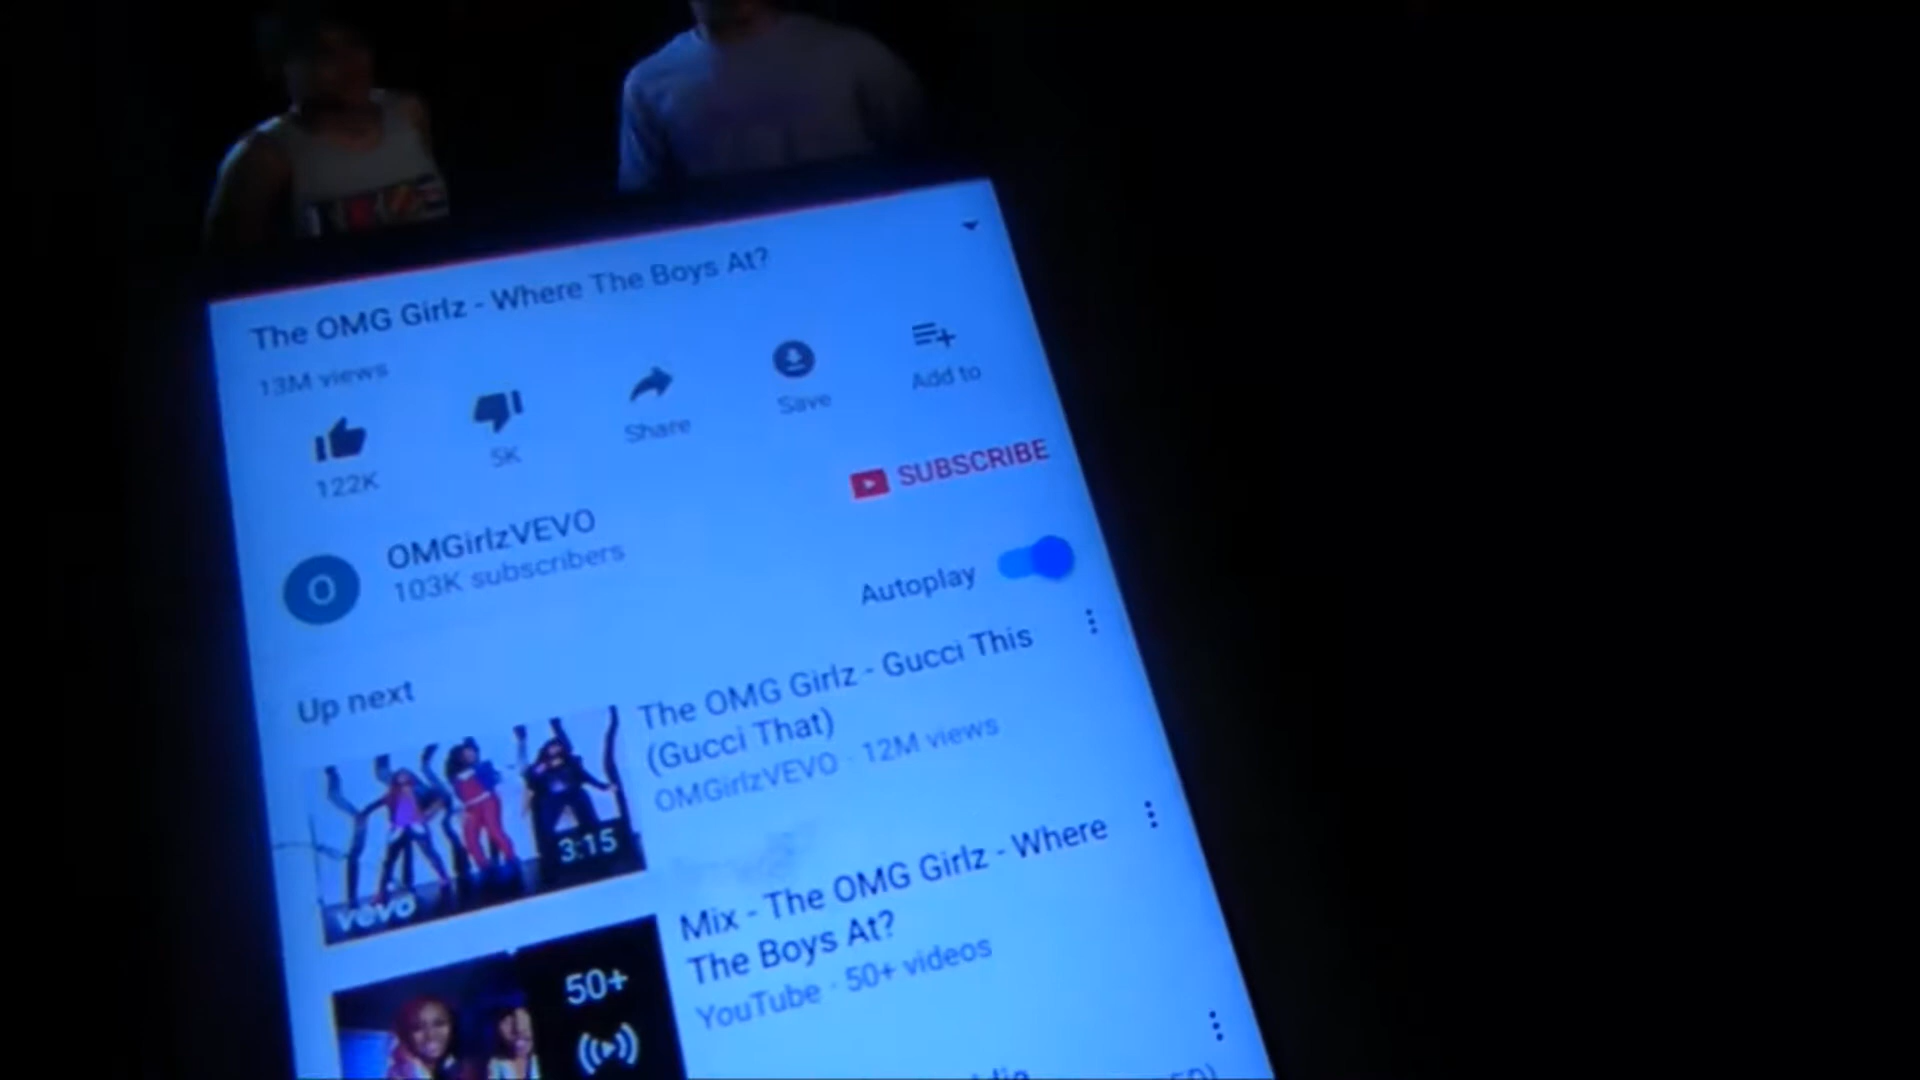 The OMG Girlz - Where The Boys At?
13M views
122K
5K
Share
Save
Add to
SUBSCRIBE
O
OMGirlzVEVO
103K subscribers
Autoplay
Up next
The OMG Girlz - Gucci This
(Gucci That)
OMGirlzVEVO · 12M views
3:15
vevo
Mix - The OMG Girlz - Where
The Boys At?
YouTube · 50+ videos
50+